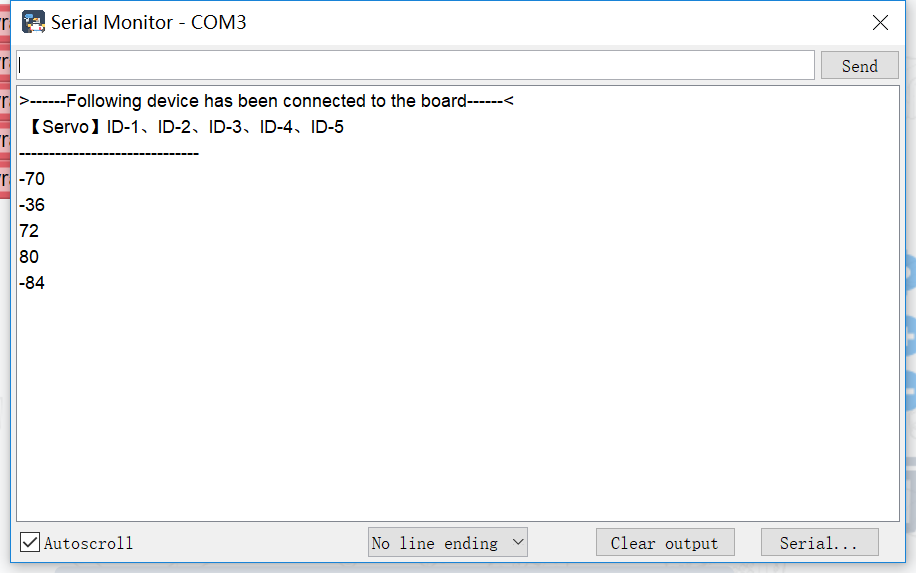 Serial Monitor - COM3
Send
>------Following device has been connected to the board------<
【Servo】ID-1、ID-2、ID-3、ID-4、ID-5
------------------------------
-70
-36
72
80
-84
Autoscroll
No line ending
Clear output
Serial...